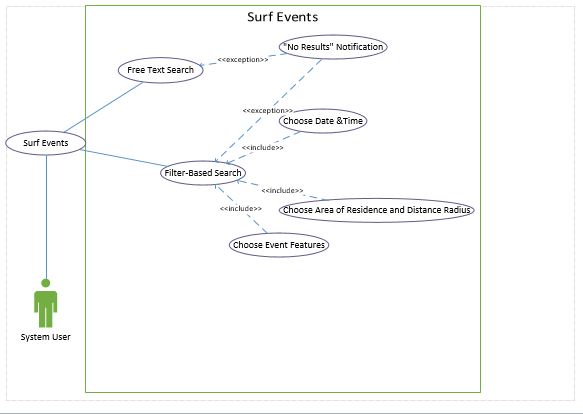 Surf Events
"No Results" Notification
<<exception>>
Free Text Search
<<exception>>
Choose Date &Time
Surf Events
<<include>>
Filter-Based Search
<<include>>
<<include>>
Choose Area of Residence and Distance Radius
Choose Event Features
System User